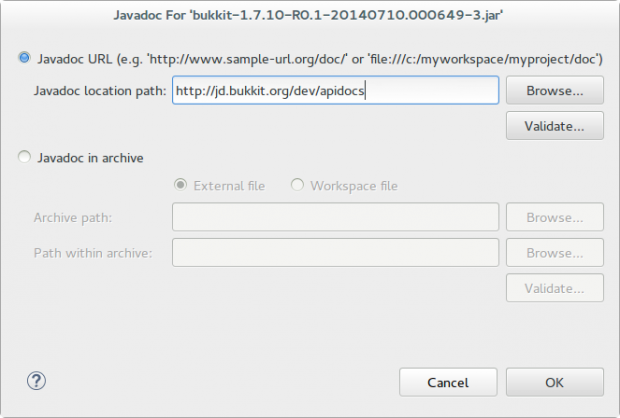 Javadoc For 'bukkit-1.7.10-R0.1-20140710.000649-3.jar'
Javadoc URL (e.g. 'http://www.sample-url.org/doc/' or 'file:///c:/myworkspace/myproject/doc')
Javadoc location path: http://jd.bukkit.org/dev/apidocs Browse...
Validate...
Javadoc in archive
External file Workspace file
Archive path: Browse...
Path within archive: Browse...
Validate...
? Cancel OK